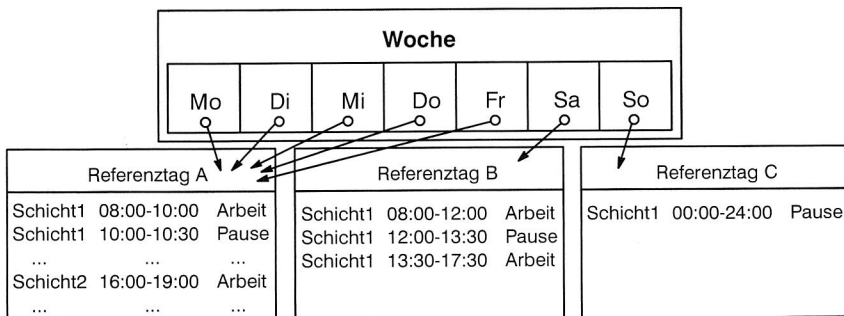 Woche
Mo Di Mi Do Fr Sa So
Referenztag A
Schicht1 08:00-10:00 Arbeit
Schicht1 10:00-10:30 Pause
... ... ...
Schicht2 16:00-19:00 Arbeit
... ... ...
Referenztag B
Schicht1 08:00-12:00 Arbeit
Schicht1 12:00-13:30 Pause
Schicht1 13:30-17:30 Arbeit
Referenztag C
Schicht1 00:00-24:00 Pause